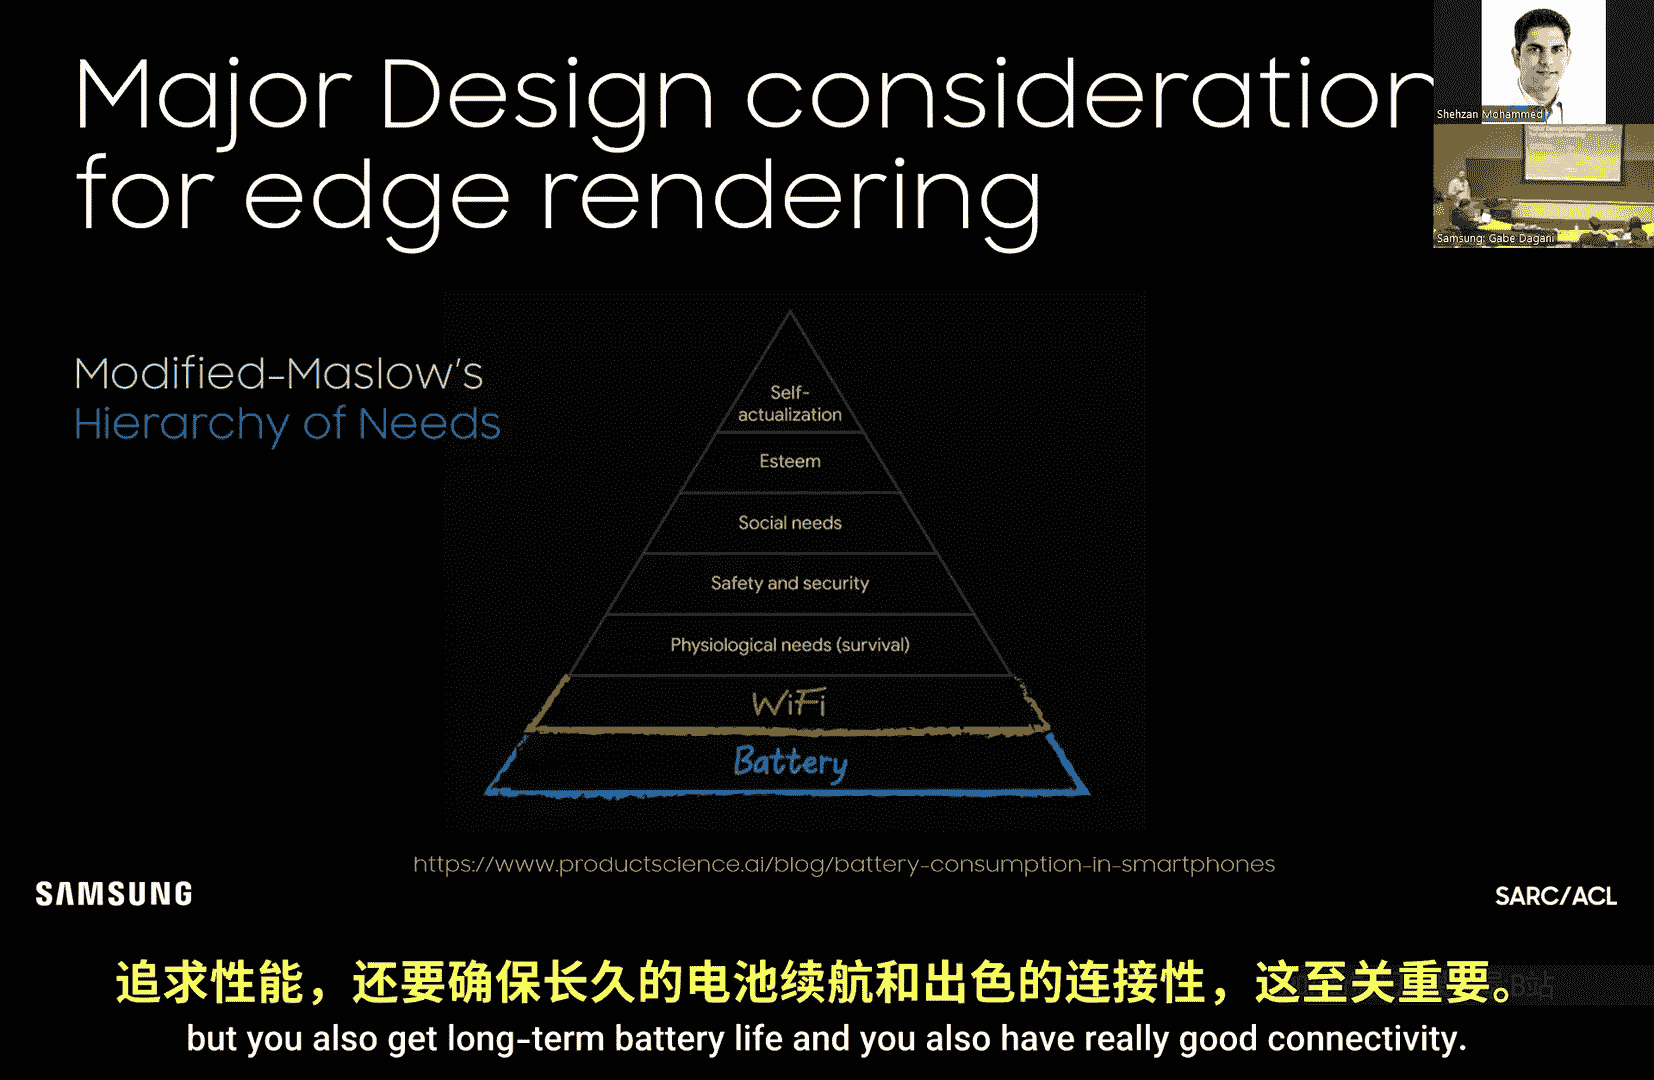 Major Design consideration
for edge rendering
Shehzan Mohammed
Samsung: Gabe Dagani
Modified-Maslow's
Hierarchy of Needs
Self-
actualization
Esteem
Social needs
Safety and security
Physiological needs (survival)
WiFi
Battery
https://www.productscience.ai/blog/battery-consumption-in-smartphones
SAMSUNG
SARC/ACL
追求性能，还要确保长久的电池续航和出色的连接性，这至关重要。
B站
but you also get long-term battery life and you also have really good connectivity.